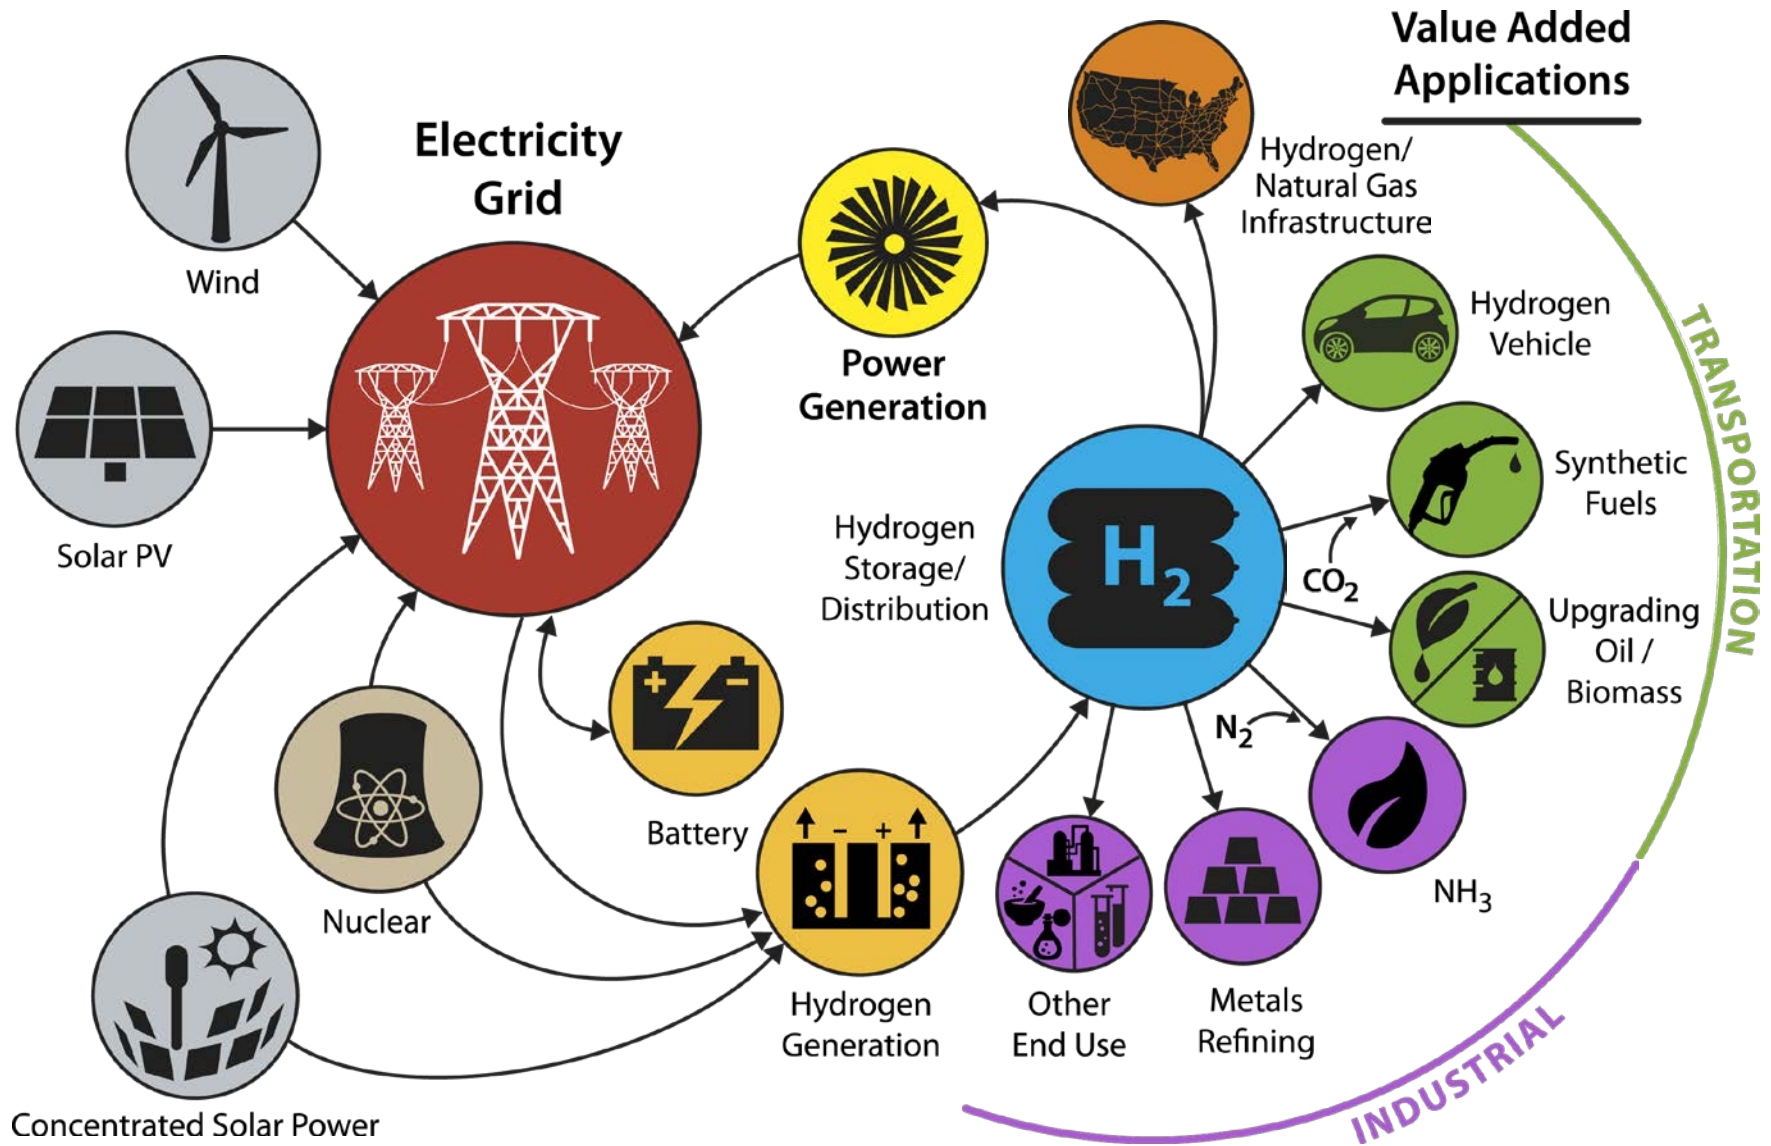 Value Added
Applications
Electricity
Grid
Wind
Solar PV
Power
Generation
Hydrogen/
Natural Gas
Infrastructure
Hydrogen
Vehicle
Synthetic
Fuels
CO₂
Upgrading
Oil /
Biomass
TRANSPORTATION
Hydrogen
Storage/
Distribution
H₂
N₂
NH₃
+ −
Battery
− +
Nuclear
Hydrogen
Generation
Other
End Use
Metals
Refining
INDUSTRIAL
Concentrated Solar Power